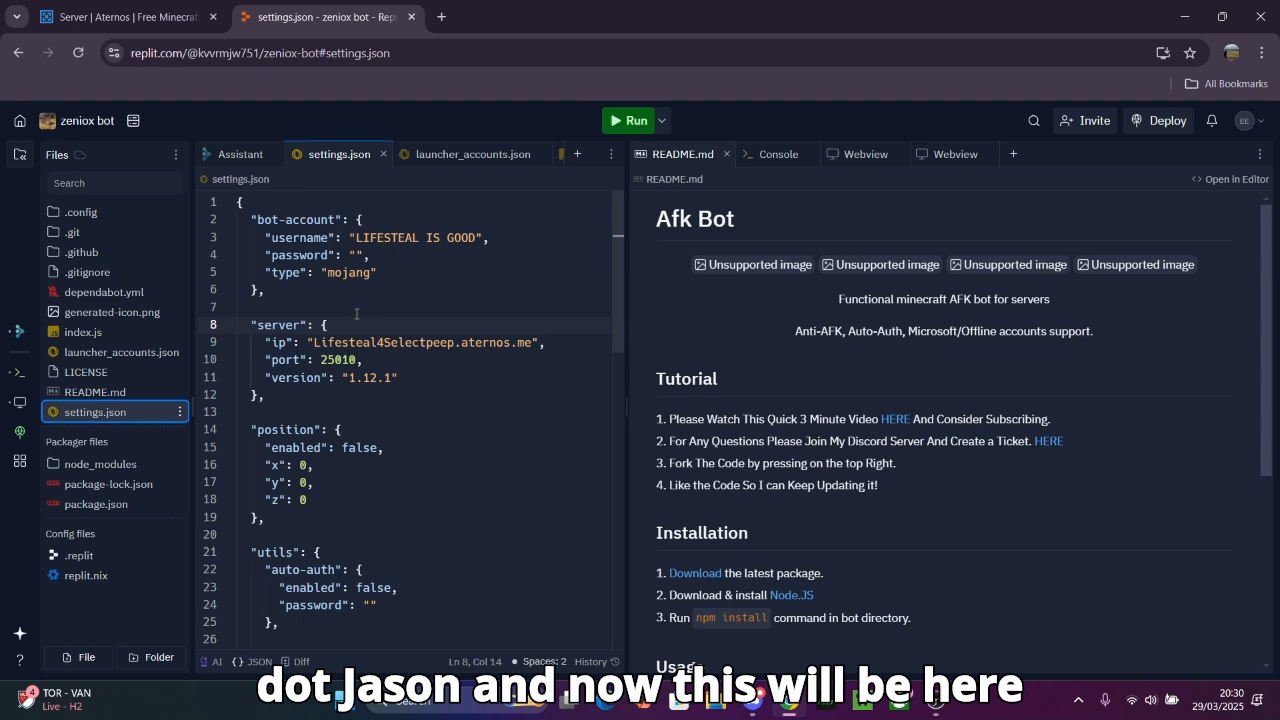 Server | Aternos | Free Minecraf
settings.json - zeniox bot - Repl
replit.com/@kvvrmjw751/zeniox-bot#settings.json
All Bookmarks
zeniox bot
Run
Invite
Deploy
EE
Files
Search
.config
.git
.github
.gitignore
dependabot.yml
generated-icon.png
index.js
launcher_accounts.json
LICENSE
README.md
settings.json
Packager files
node_modules
package-lock.json
package.json
Config files
.replit
replit.nix
File
Folder
Assistant
settings.json
launcher_accounts.json
settings.json
1 {
2 "bot-account": {
3 "username": "LIFESTEAL IS GOOD",
4 "password": "",
5 "type": "mojang"
6 },
7
8 "server": {
9 "ip": "Lifesteal4Selectpeep.aternos.me",
10 "port": 25010,
11 "version": "1.12.1"
12 },
13
14 "position": {
15 "enabled": false,
16 "x": 0,
17 "y": 0,
18 "z": 0
19 },
20
21 "utils": {
22 "auto-auth": {
23 "enabled": false,
24 "password": ""
25 },
26
AI
{} JSON
Diff
Ln 8, Col 14
Spaces: 2
History
README.md
Console
Webview
Webview
README.md
Open in Editor
Afk Bot
Unsupported image Unsupported image Unsupported image Unsupported image
Functional minecraft AFK bot for servers
Anti-AFK, Auto-Auth, Microsoft/Offline accounts support.
Tutorial
1. Please Watch This Quick 3 Minute Video HERE And Consider Subscribing.
2. For Any Questions Please Join My Discord Server And Create a Ticket. HERE
3. Fork The Code by pressing on the top Right.
4. Like the Code So I can Keep Updating it!
Installation
1. Download the latest package.
2. Download & install Node.JS
3. Run npm install command in bot directory.
dot Jason and now this will be here
4
TOR - VAN
Live - H2
20:30
29/03/2025